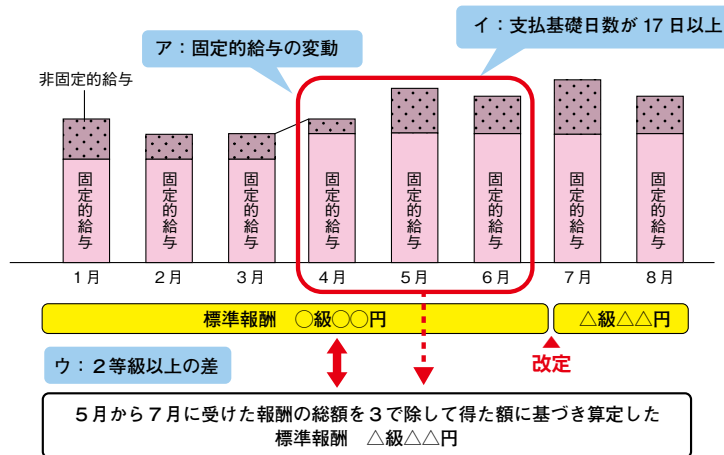 ア：固定的給与の変動
イ：支払基礎日数が 17 日以上
非固定的給与
固定的給与
固定的給与
固定的給与
固定的給与
固定的給与
固定的給与
固定的給与
固定的給与
1月
2月
3月
4月
5月
6月
7月
8月
標準報酬　○級○○円
△級△△円
ウ：２等級以上の差
改定
５月から７月に受けた報酬の総額を３で除して得た額に基づき算定した
標準報酬　△級△△円